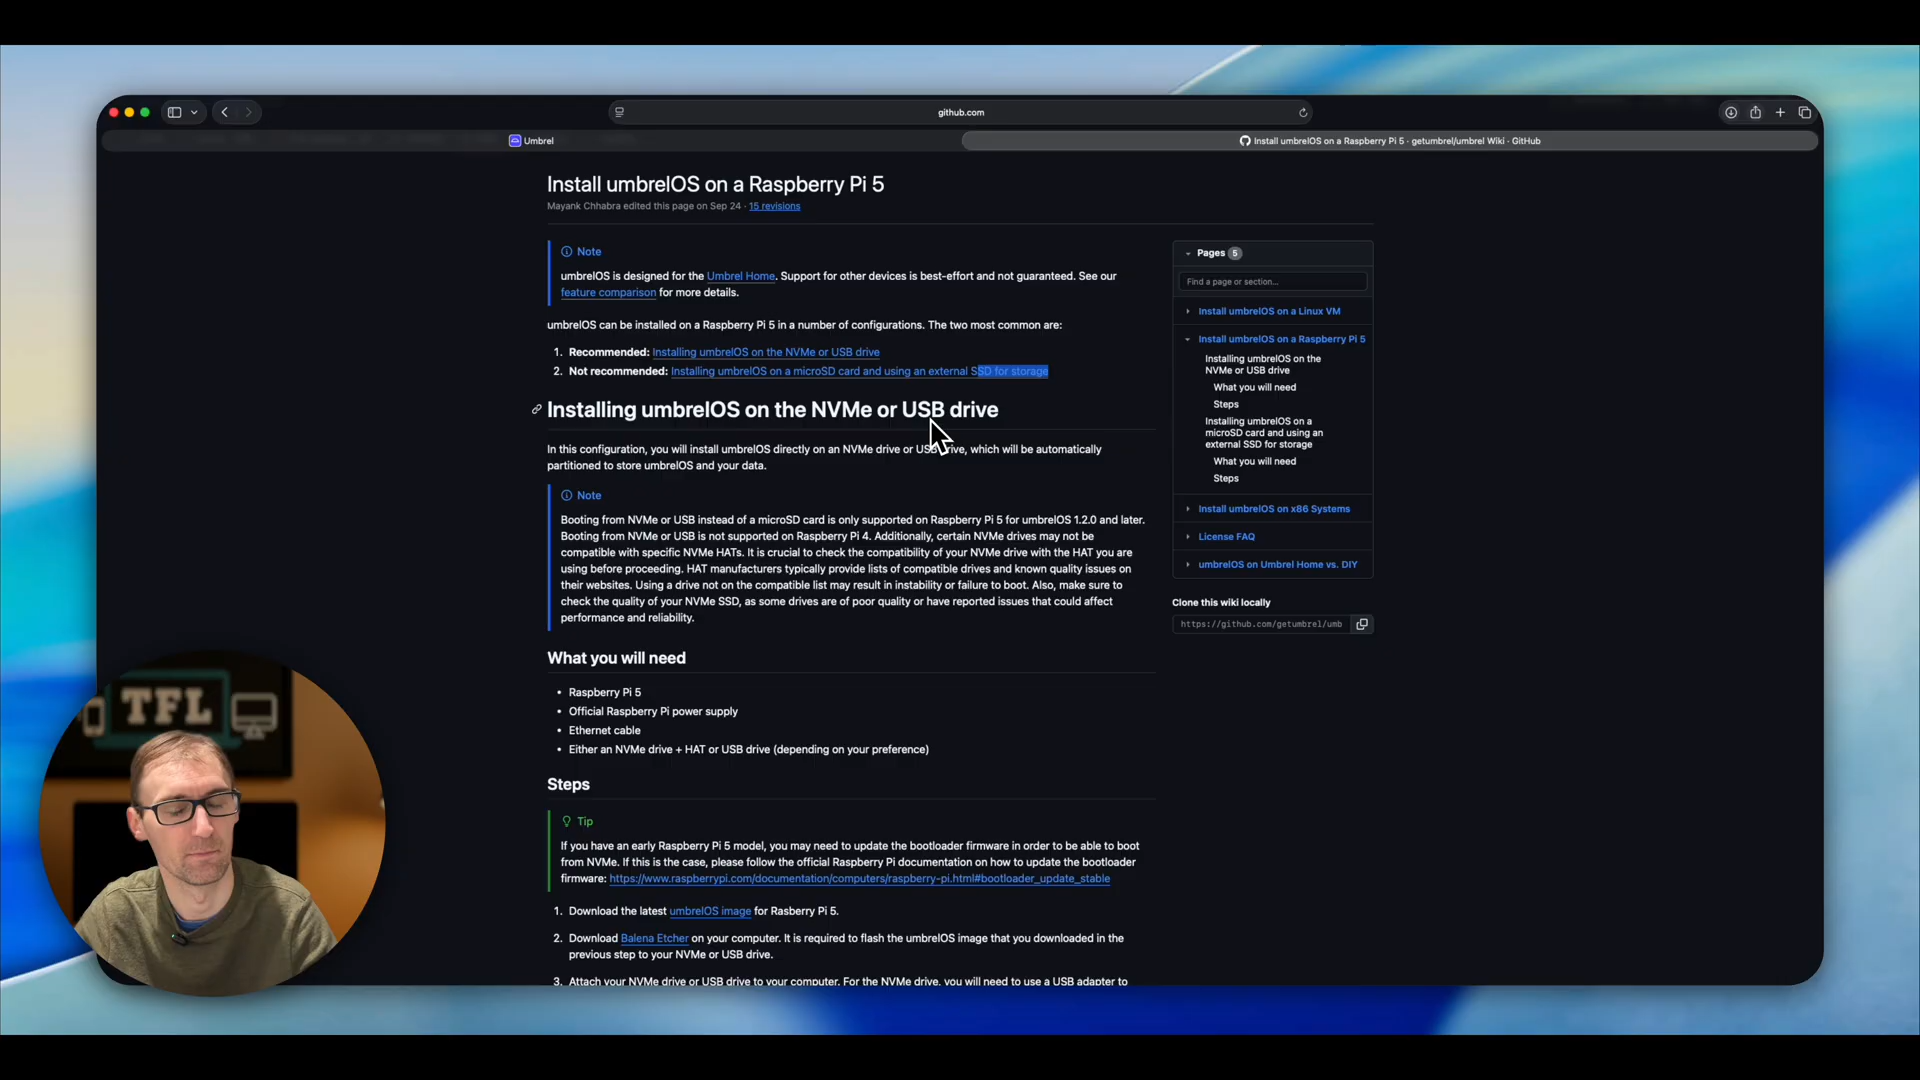 github.com
Umbrel
Install umbrelOS on a Raspberry Pi 5 · getumbrel/umbrel Wiki · GitHub
Install umbrelOS on a Raspberry Pi 5
Mayank Chhabra edited this page on Sep 24 · 15 revisions
Note
umbrelOS is designed for the Umbrel Home. Support for other devices is best-effort and not guaranteed. See our
feature comparison for more details.
umbrelOS can be installed on a Raspberry Pi 5 in a number of configurations. The two most common are:
1. Recommended: Installing umbrelOS on the NVMe or USB drive
2. Not recommended: Installing umbrelOS on a microSD card and using an external SSD for storage
Installing umbrelOS on the NVMe or USB drive
In this configuration, you will install umbrelOS directly on an NVMe drive or USB drive, which will be automatically
partitioned to store umbrelOS and your data.
Note
Booting from NVMe or USB instead of a microSD card is only supported on Raspberry Pi 5 for umbrelOS 1.2.0 and later.
Booting from NVMe or USB is not supported on Raspberry Pi 4. Additionally, certain NVMe drives may not be
compatible with specific NVMe HATs. It is crucial to check the compatibility of your NVMe drive with the HAT you are
using before proceeding. HAT manufacturers typically provide lists of compatible drives and known quality issues on
their websites. Using a drive not on the compatible list may result in instability or failure to boot. Also, make sure to
check the quality of your NVMe SSD, as some drives are of poor quality or have reported issues that could affect
performance and reliability.
What you will need
• Raspberry Pi 5
• Official Raspberry Pi power supply
• Ethernet cable
• Either an NVMe drive + HAT or USB drive (depending on your preference)
Steps
Tip
If you have an early Raspberry Pi 5 model, you may need to update the bootloader firmware in order to be able to boot
from NVMe. If this is the case, please follow the official Raspberry Pi documentation on how to update the bootloader
firmware: https://www.raspberrypi.com/documentation/computers/raspberry-pi.html#bootloader_update_stable
1. Download the latest umbrelOS image for Rasberry Pi 5.
2. Download Balena Etcher on your computer. It is required to flash the umbrelOS image that you downloaded in the
previous step to your NVMe or USB drive.
3. Attach your NVMe drive or USB drive to your computer. For the NVMe drive, you will need to use a USB adapter to
Pages 5
Find a page or section...
Install umbrelOS on a Linux VM
Install umbrelOS on a Raspberry Pi 5
Installing umbrelOS on the
NVMe or USB drive
What you will need
Steps
Installing umbrelOS on a
microSD card and using an
external SSD for storage
What you will need
Steps
Install umbrelOS on x86 Systems
License FAQ
umbrelOS on Umbrel Home vs. DIY
Clone this wiki locally
https://github.com/getumbrel/umb
TFL